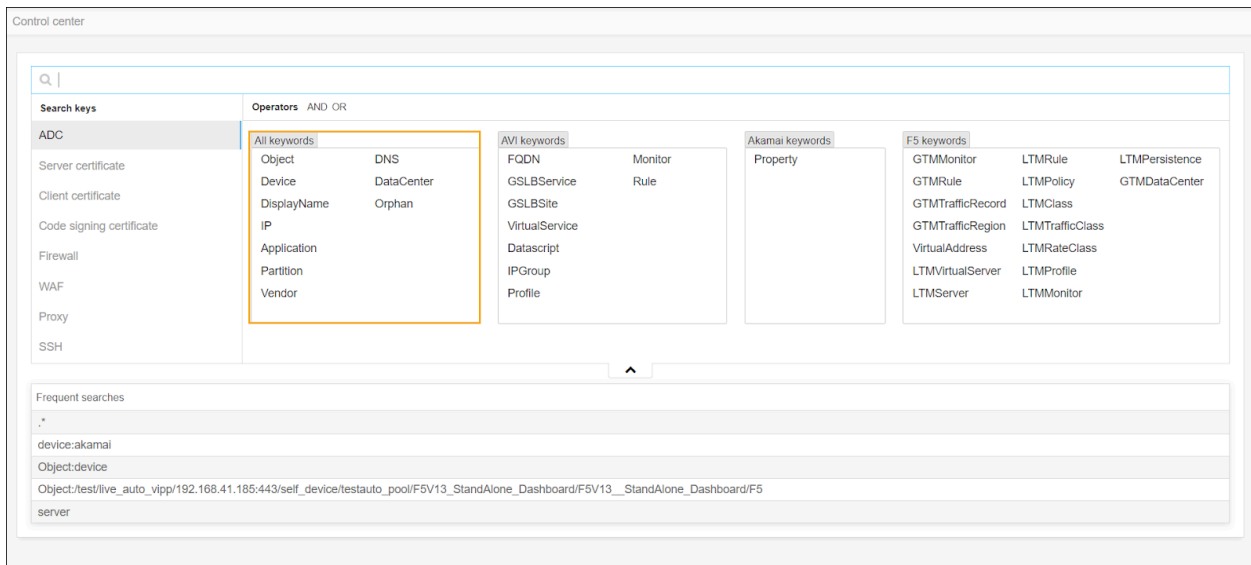 Control center
Search keys
Operators AND OR
ADC
Server certificate
Client certificate
Code signing certificate
Firewall
WAF
Proxy
SSH
All keywords
Object DNS
Device DataCenter
DisplayName Orphan
IP
Application
Partition
Vendor
AVI keywords
FQDN Monitor
GSLBService Rule
GSLBSite
VirtualService
Datascript
IPGroup
Profile
Akamai keywords
Property
F5 keywords
GTMMonitor LTMRule LTMPersistence
GTMRule LTMPolicy GTMDataCenter
GTMTrafficRecord LTMClass
GTMTrafficRegion LTMTrafficClass
VirtualAddress LTMRateClass
LTMVirtualServer LTMProfile
LTMServer LTMMonitor
Frequent searches
.*
device:akamai
Object:device
Object:/test/live_auto_vipp/192.168.41.185:443/self_device/testauto_pool/F5V13_StandAlone_Dashboard/F5V13__StandAlone_Dashboard/F5
server